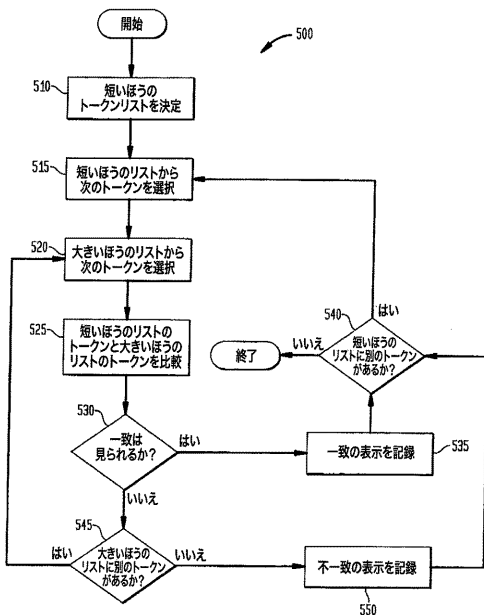 開始
500
510
短いほうの
トークンリストを決定
515
短いほうのリストから
次のトークンを選択
520
大きいほうのリストから
次のトークンを選択
525
短いほうのリストの
トークンと大きいほうの
リストのトークンを比較
530
一致は
見られるか？
はい
いいえ
535
一致の表示を記録
540
短いほうの
リストに別のトークン
があるか？
はい
いいえ
終了
545
大きいほうの
リストに別のトークン
があるか？
はい
いいえ
不一致の表示を記録
550